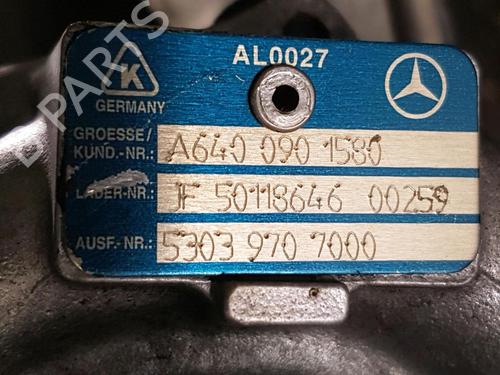 AL0027
K
GERMANY
GROESSE/
KUND.-NR.: A640 090 1580
LADER-NR.: JF 50118646 00259
AUSF.-NR.: 5303 970 7000
B-PARTS